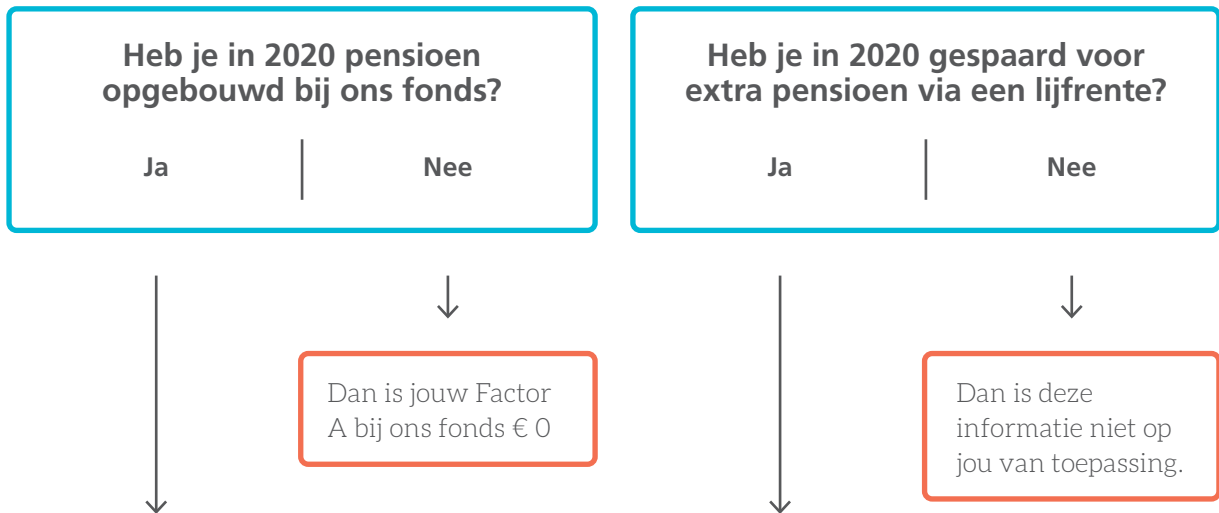 Heb je in 2020 pensioen
opgebouwd bij ons fonds?
Ja
Nee
Dan is jouw Factor
A bij ons fonds € 0
Heb je in 2020 gespaard voor
extra pensioen via een lijfrente?
Ja
Nee
Dan is deze
informatie niet op
jou van toepassing.